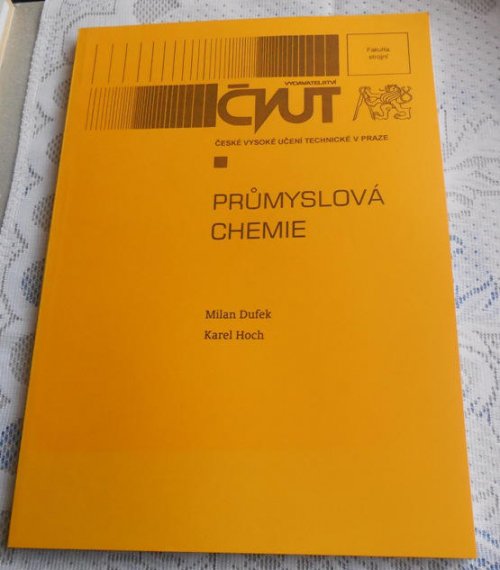 Fakulta
strojní
VYDAVATELSTVÍ
ČVUT
ČESKÉ VYSOKÉ UČENÍ TECHNICKÉ V PRAZE
PRŮMYSLOVÁ
CHEMIE
Milan Dufek
Karel Hoch